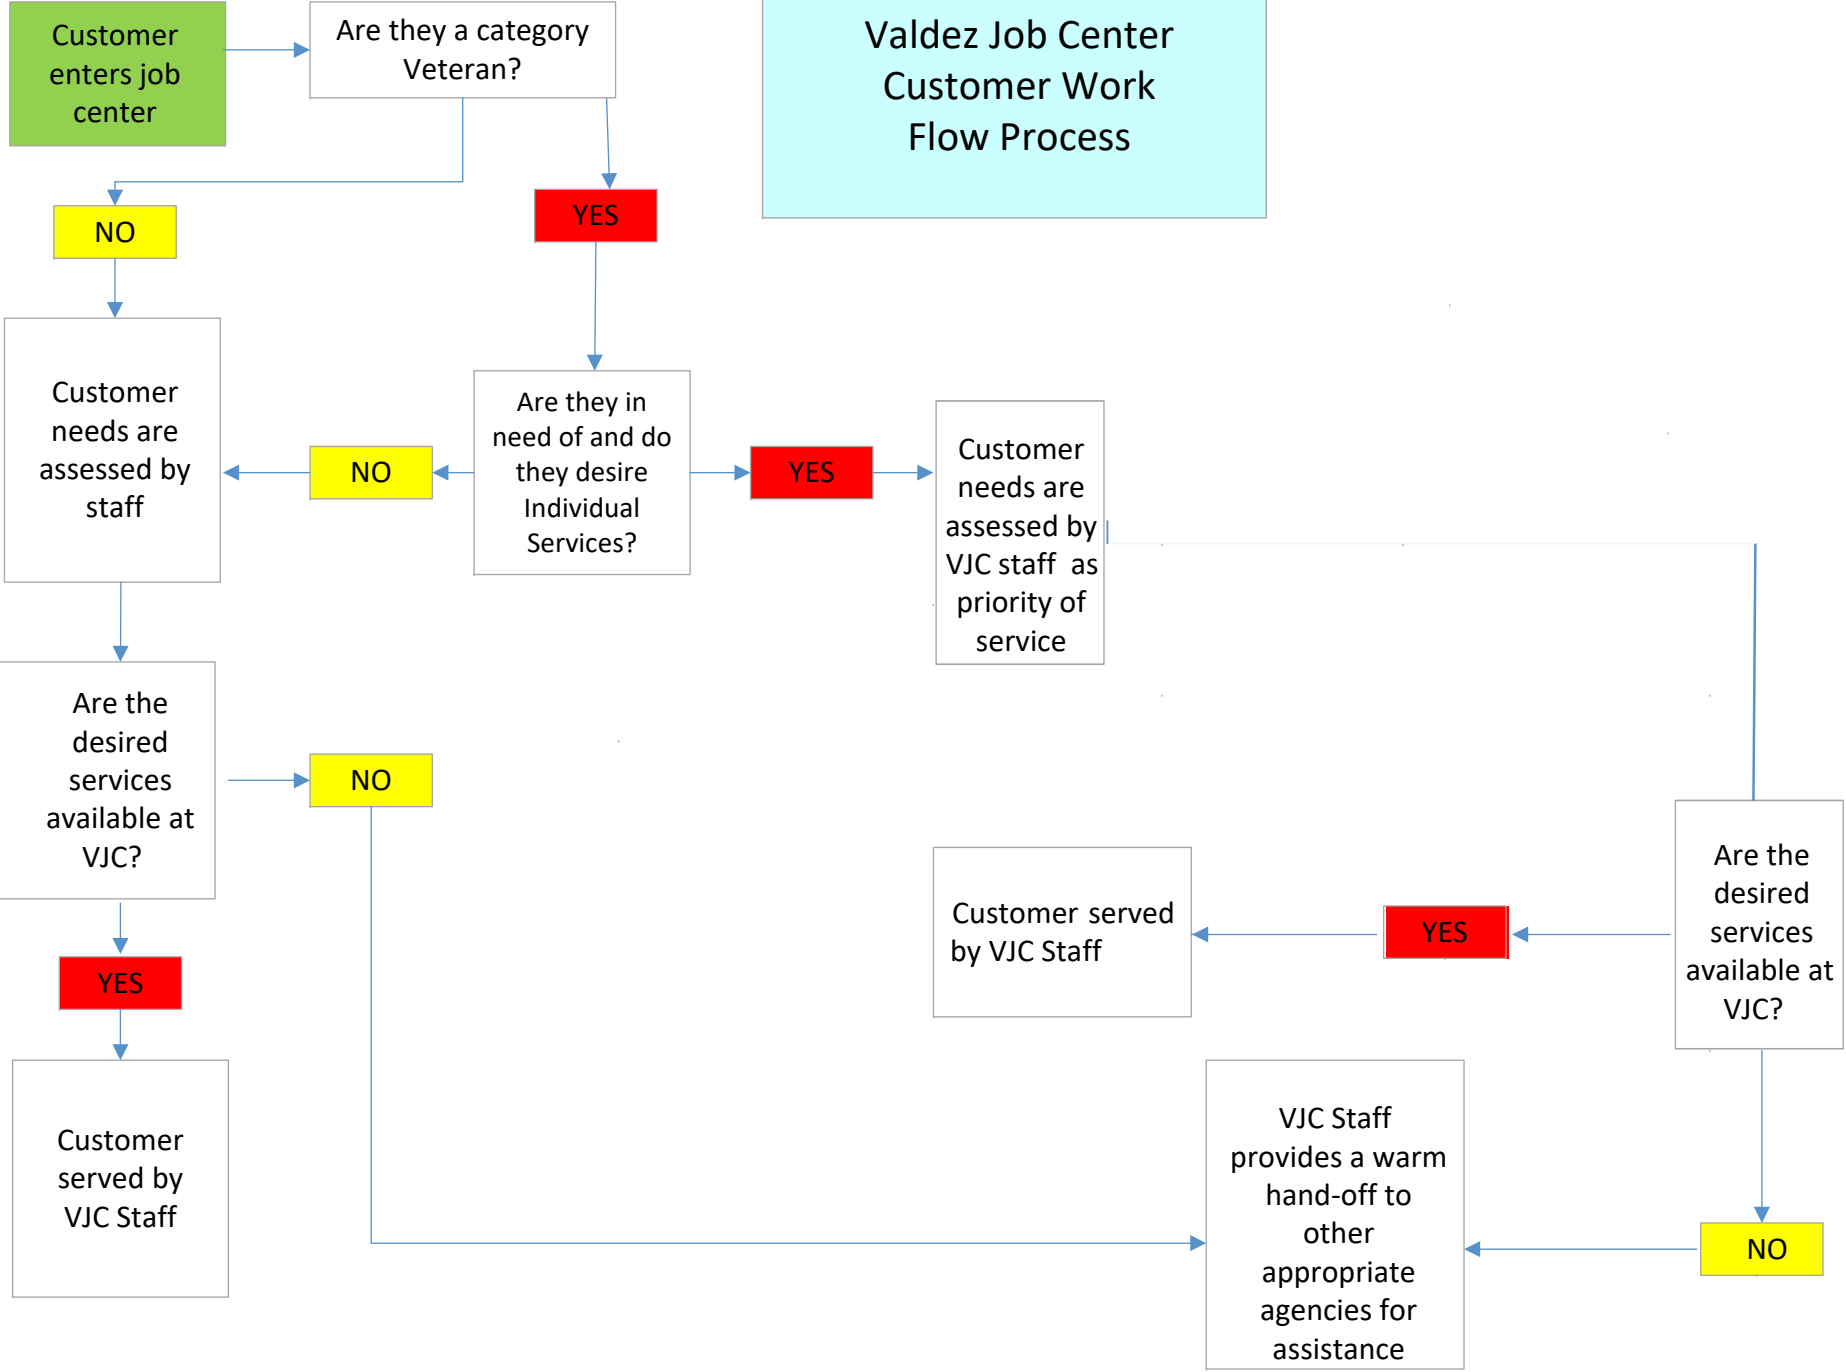 Customer
enters job
center
Are they a category
Veteran?
Valdez Job Center
Customer Work
Flow Process
NO
YES
Customer
needs are
assessed by
staff
NO
Are they in
need of and do
they desire
Individual
Services?
YES
Customer
needs are
assessed by
VJC staff as
priority of
service
Are the
desired
services
available at
VJC?
NO
YES
Customer
served by
VJC Staff
Customer served
by VJC Staff
YES
Are the
desired
services
available at
VJC?
VJC Staff
provides a warm
hand-off to
other
appropriate
agencies for
assistance
NO